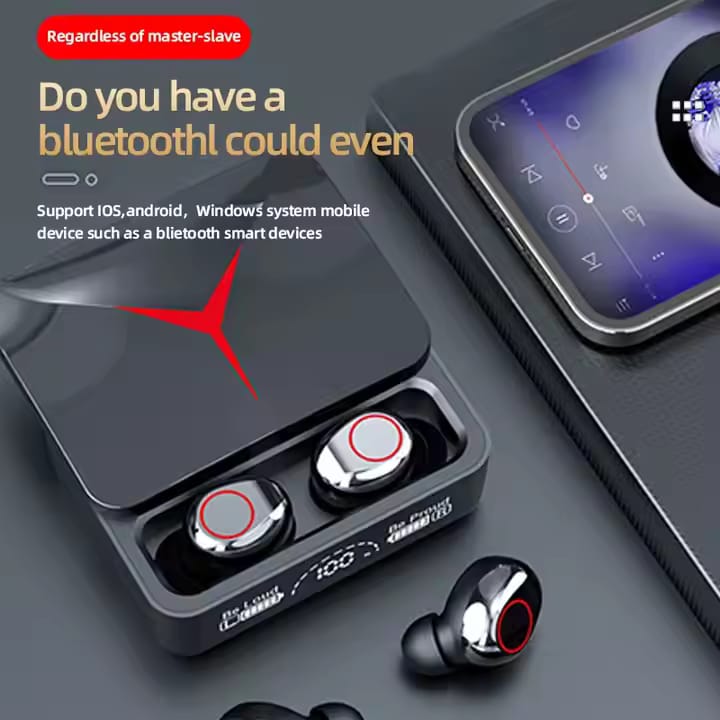 Regardless of master-slave
Do you have a
bluetoothl could even
Support IOS,android, Windows system mobile
device such as a blietooth smart devices
Be Proud
R
100
Be Loud
L